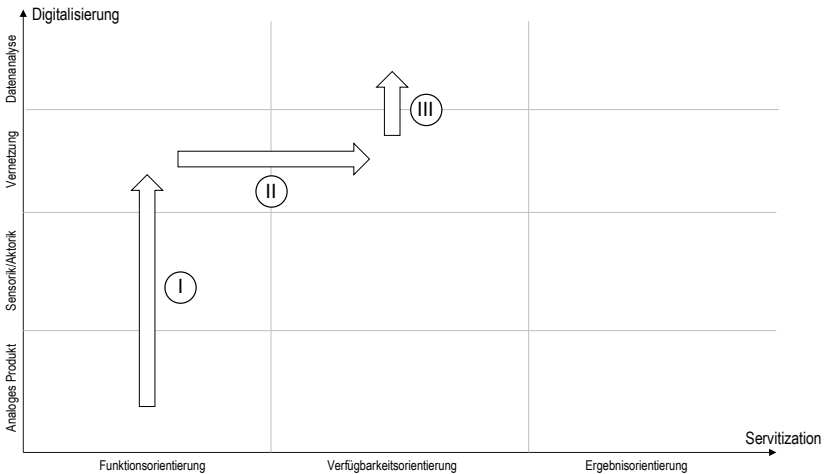 Digitalisierung
Datenanalyse
Vernetzung
Sensorik/Aktorik
Analoges Produkt
III
II
I
Servitization
Funktionsorientierung
Verfügbarkeitsorientierung
Ergebnisorientierung